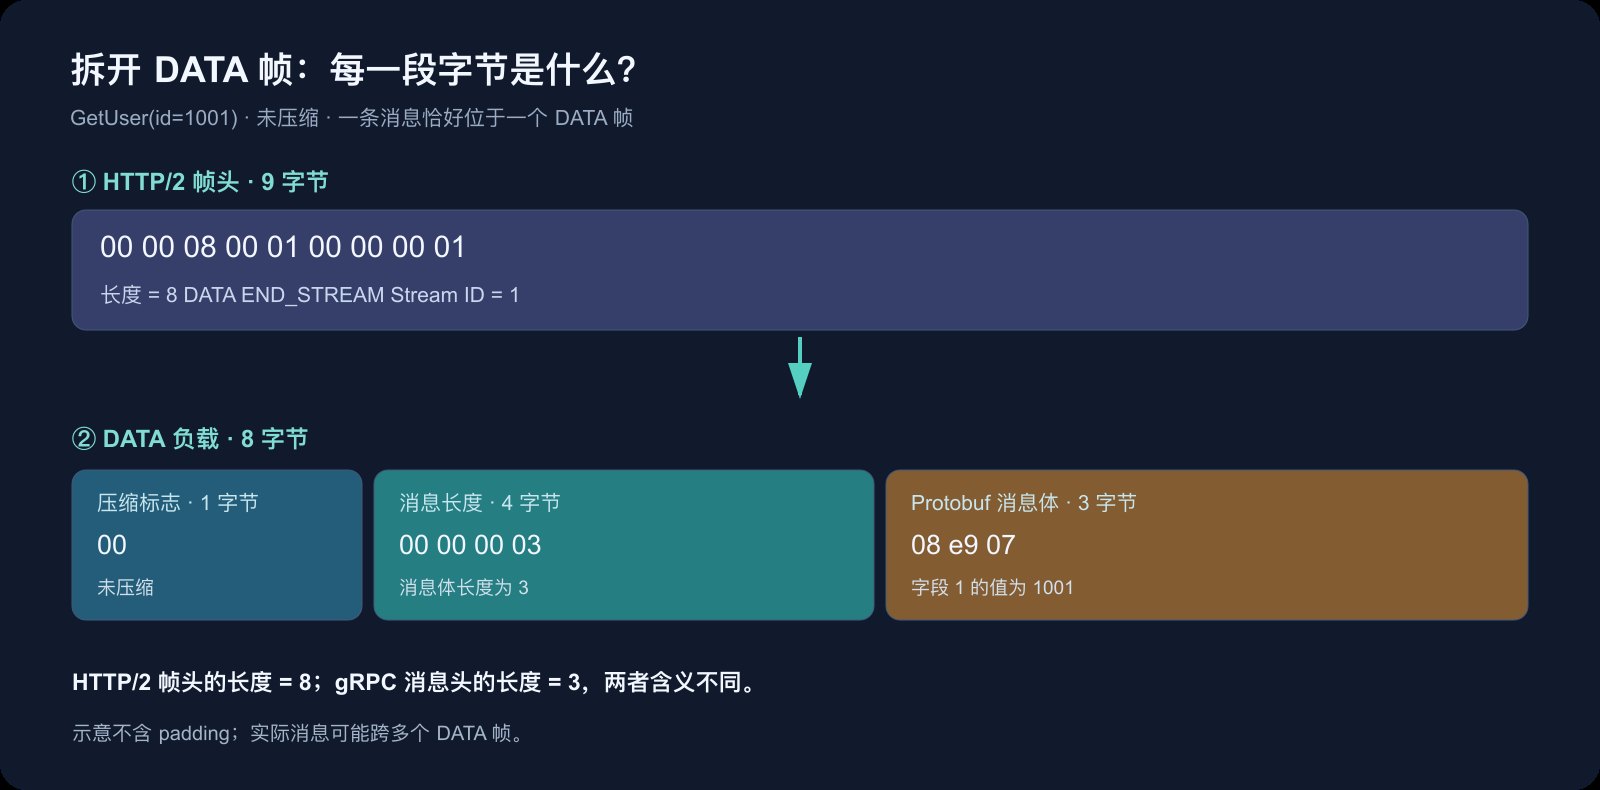 拆开 DATA 帧：每一段字节是什么？
GetUser(id=1001) · 未压缩 · 一条消息恰好位于一个 DATA 帧
① HTTP/2 帧头 · 9 字节
00 00 08 00 01 00 00 00 01
长度 = 8 DATA END_STREAM Stream ID = 1
② DATA 负载 · 8 字节
压缩标志 · 1 字节
00
未压缩
消息长度 · 4 字节
00 00 00 03
消息体长度为 3
Protobuf 消息体 · 3 字节
08 e9 07
字段 1 的值为 1001
HTTP/2 帧头的长度 = 8；gRPC 消息头的长度 = 3，两者含义不同。
示意不含 padding；实际消息可能跨多个 DATA 帧。